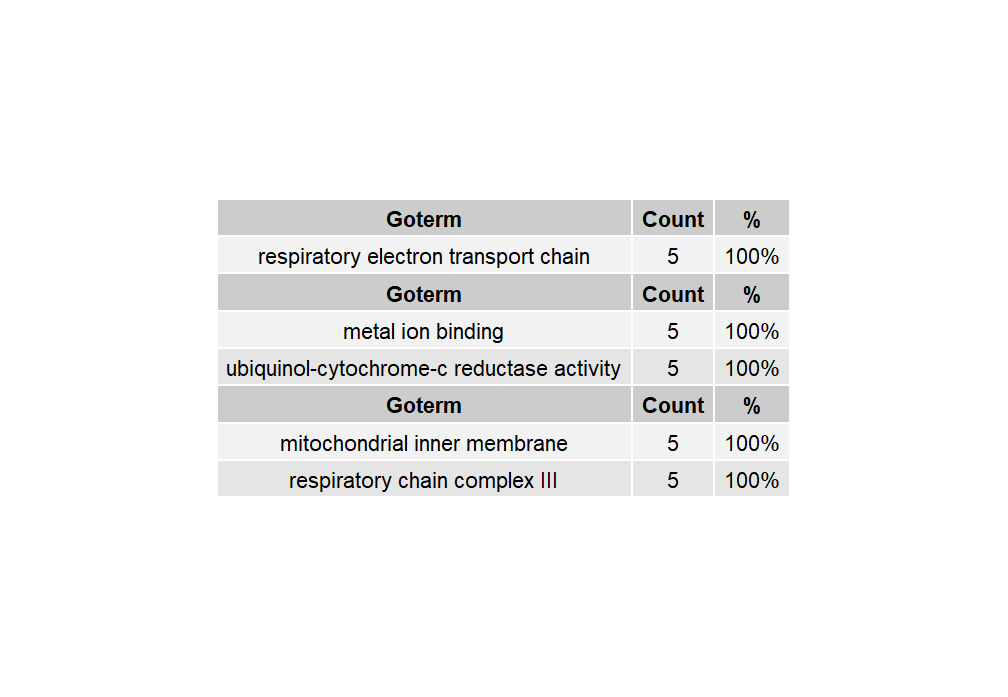 Goterm Count %
respiratory electron transport chain 5 100%
Goterm Count %
metal ion binding 5 100%
ubiquinol-cytochrome-c reductase activity 5 100%
Goterm Count %
mitochondrial inner membrane 5 100%
respiratory chain complex III 5 100%